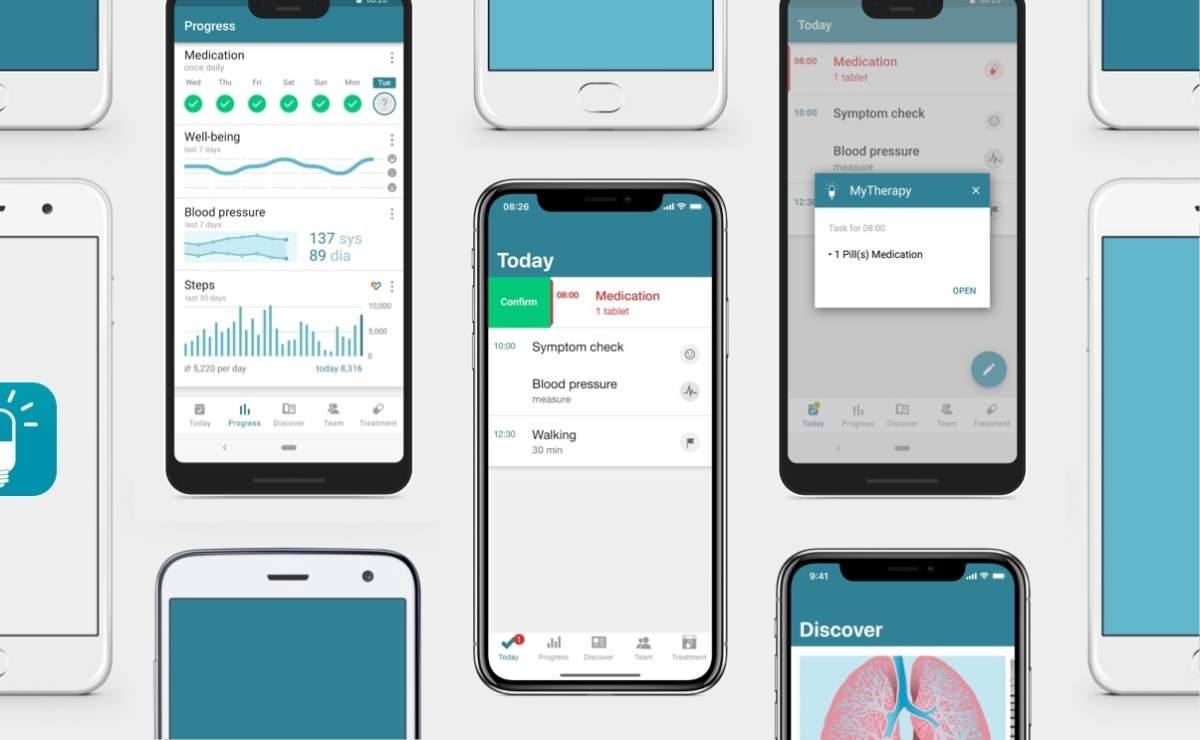 Progress
Medication
once daily
Wed Thu Fri Sat Sun Mon Tue
?
Well-being
last 7 days
Blood pressure
last 7 days
137 sys
89 dia
Steps
last 30 days
10,000
5,000
0
Ø 5,220 per day
today 8,316
Today Progress Discover Team Treatment
08:26
Today
Confirm
08:00 Medication
1 tablet
10:00 Symptom check
Blood pressure
measure
12:30 Walking
30 min
1
Today Progress Discover Team Treatment
Today
08:00 Medication
1 tablet
10:00 Symptom check
Blood pressure
measure
MyTherapy
Task for 08:00
• 1 Pill(s) Medication
OPEN
Today Progress Discover Team Treatment
9:41
Discover